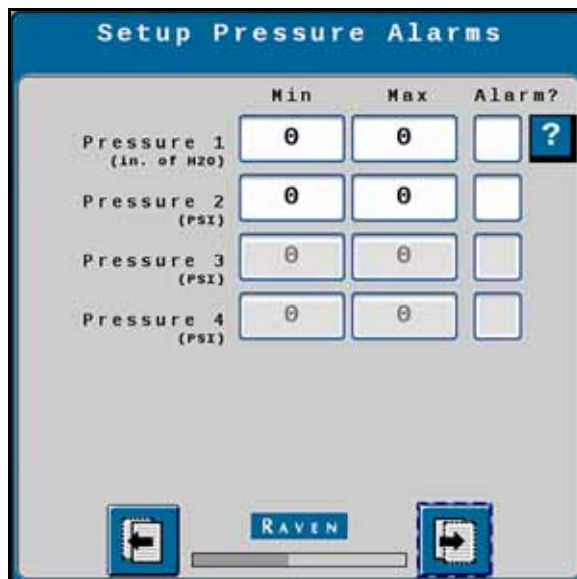 Setup Pressure Alarms
Min Max Alarm?
Pressure 1 0 0 ?
(in. of H2O)
Pressure 2 0 0
(PSI)
Pressure 3 0 0
(PSI)
Pressure 4 0 0
(PSI)
RAVEN